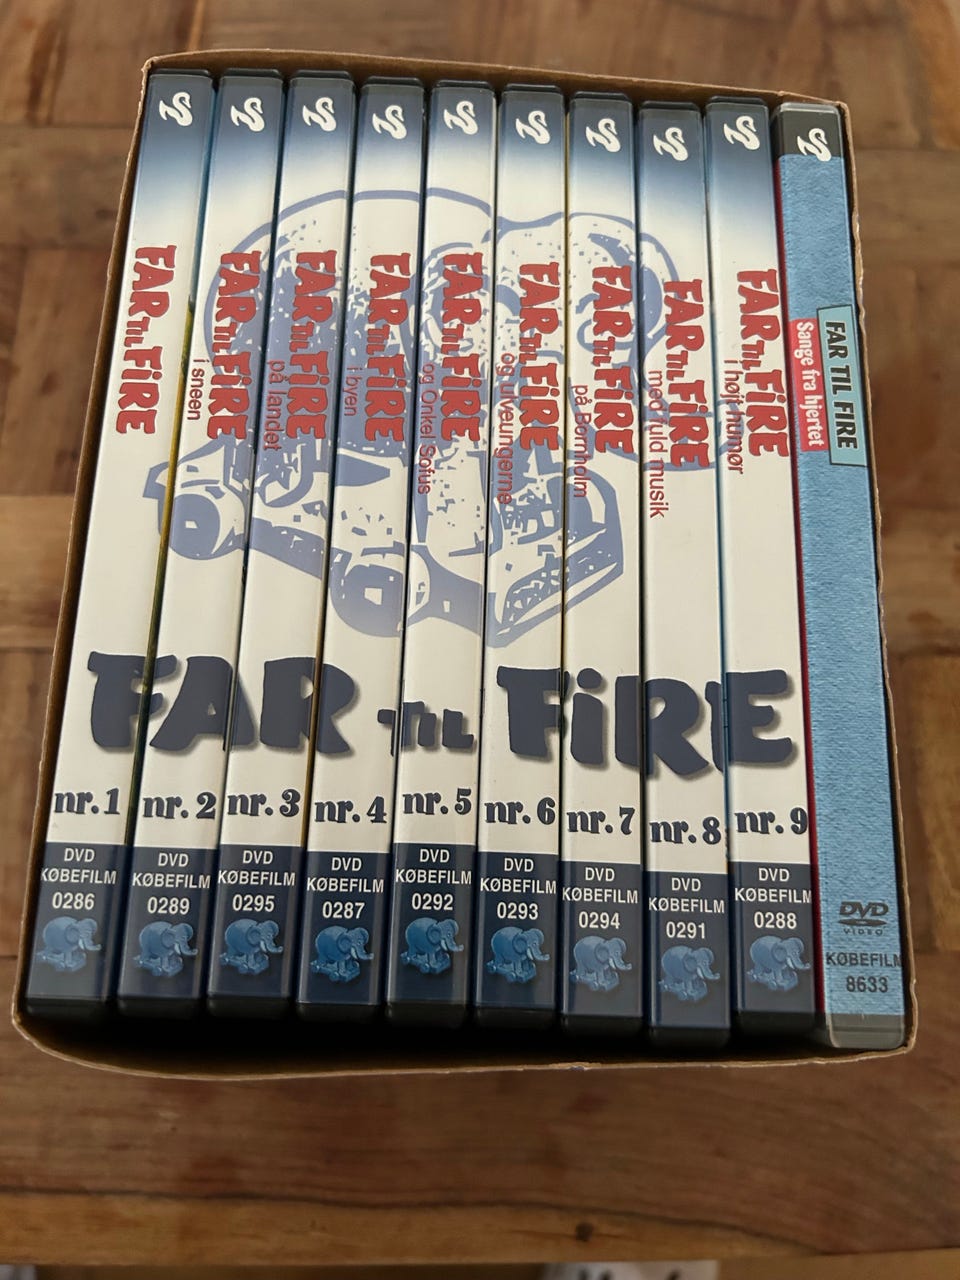 FAR TIL FiRE
FAR TIL FiRE
i sneen
FAR TIL FiRE
på landet
FAR TIL FiRE
i byen
FAR TIL FiRE
og Onkel Sofus
FAR TIL FiRE
og ulveungerne
FAR TIL FiRE
på Bornholm
FAR TIL FiRE
med fuld musik
FAR TIL FiRE
i højt humør
FAR TIL FIRE
Sange fra hjertet
FAR TIL FiRE
nr. 1
nr. 2
nr. 3
nr. 4
nr. 5
nr. 6
nr. 7
nr. 8
nr. 9
DVD
KØBEFILM
0286
DVD
KØBEFILM
0289
DVD
KØBEFILM
0295
DVD
KØBEFILM
0287
DVD
KØBEFILM
0292
DVD
KØBEFILM
0293
DVD
KØBEFILM
0294
DVD
KØBEFILM
0291
DVD
KØBEFILM
0288
DVD
VIDEO
KØBEFILM
8633